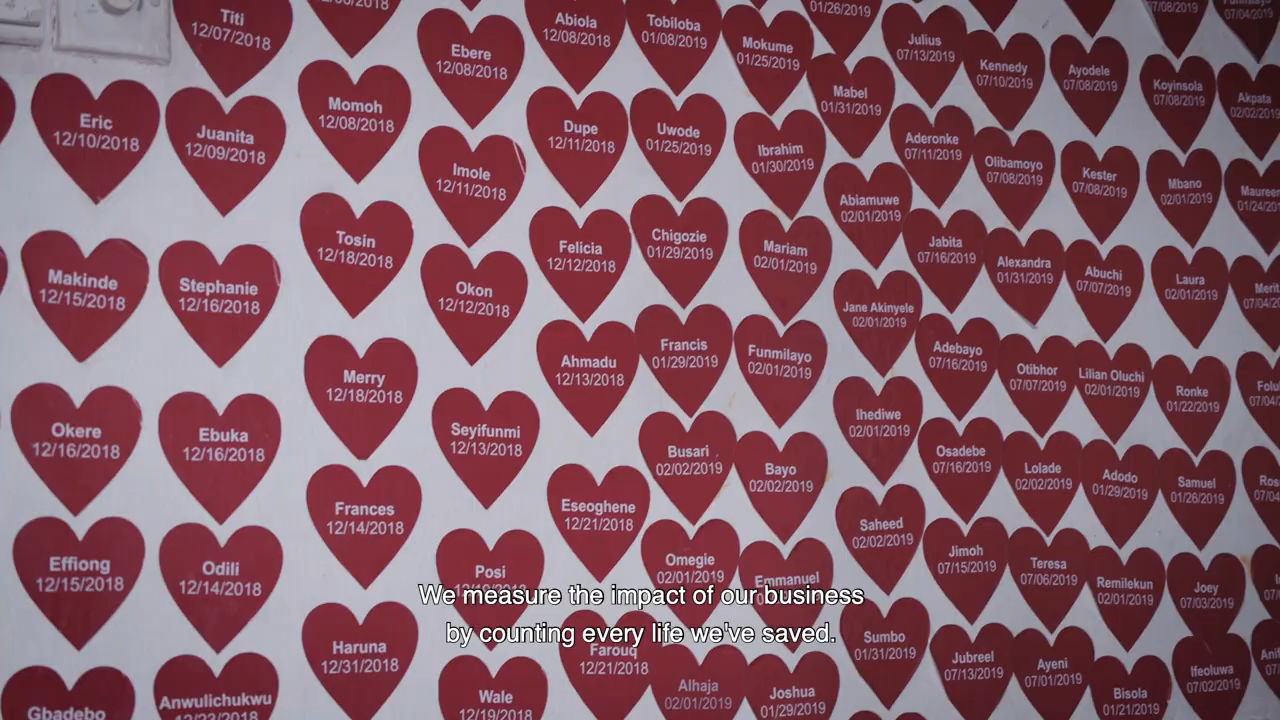 Titi
12/07/2018
Eric
12/10/2018
Juanita
12/09/2018
Makinde
12/15/2018
Stephanie
12/16/2018
Okere
12/16/2018
Ebuka
12/16/2018
Effiong
12/15/2018
Odili
12/14/2018
Gbadebo
Anwulichukwu
12/23/2018
Momoh
12/08/2018
Tosin
12/18/2018
Merry
12/18/2018
Frances
12/14/2018
Haruna
12/31/2018
Ebere
12/08/2018
Imole
12/11/2018
Okon
12/12/2018
Seyifunmi
12/13/2018
Posi
Wale
12/19/2018
Abiola
12/08/2018
Dupe
12/11/2018
Felicia
12/12/2018
Ahmadu
12/13/2018
Eseoghene
12/21/2018
Farouq
12/21/2018
Tobiloba
01/08/2019
Uwode
01/25/2019
Chigozie
01/29/2019
Francis
01/29/2019
Busari
02/02/2019
Omegie
02/01/2019
Alhaja
02/01/2019
Mokume
01/25/2019
Ibrahim
01/30/2019
Mariam
02/01/2019
Funmilayo
02/01/2019
Bayo
02/02/2019
Emmanuel
Joshua
01/29/2019
01/26/2019
Mabel
01/31/2019
Abiamuwe
02/01/2019
Jane Akinyele
02/01/2019
Ihediwe
02/01/2019
Saheed
02/02/2019
Sumbo
01/31/2019
Julius
07/13/2019
Aderonke
07/11/2019
Jabita
07/16/2019
Adebayo
07/16/2019
Osadebe
07/16/2019
Jimoh
07/15/2019
Jubreel
07/13/2019
Kennedy
07/10/2019
Olibamoyo
07/08/2019
Alexandra
01/31/2019
Otibhor
07/07/2019
Lolade
02/02/2019
Teresa
07/06/2019
Ayeni
07/01/2019
Ayodele
07/08/2019
Kester
07/08/2019
Abuchi
07/07/2019
Lilian Oluchi
02/01/2019
Adodo
01/29/2019
Remilekun
02/01/2019
Bisola
01/21/2019
Koyinsola
07/08/2019
Mbano
02/01/2019
Laura
02/01/2019
Ronke
01/22/2019
Samuel
01/26/2019
Joey
07/03/2019
Ifeoluwa
07/02/2019
07/04/2019
Akpata
02/02/2019
We measure the impact of our business
by counting every life we've saved.